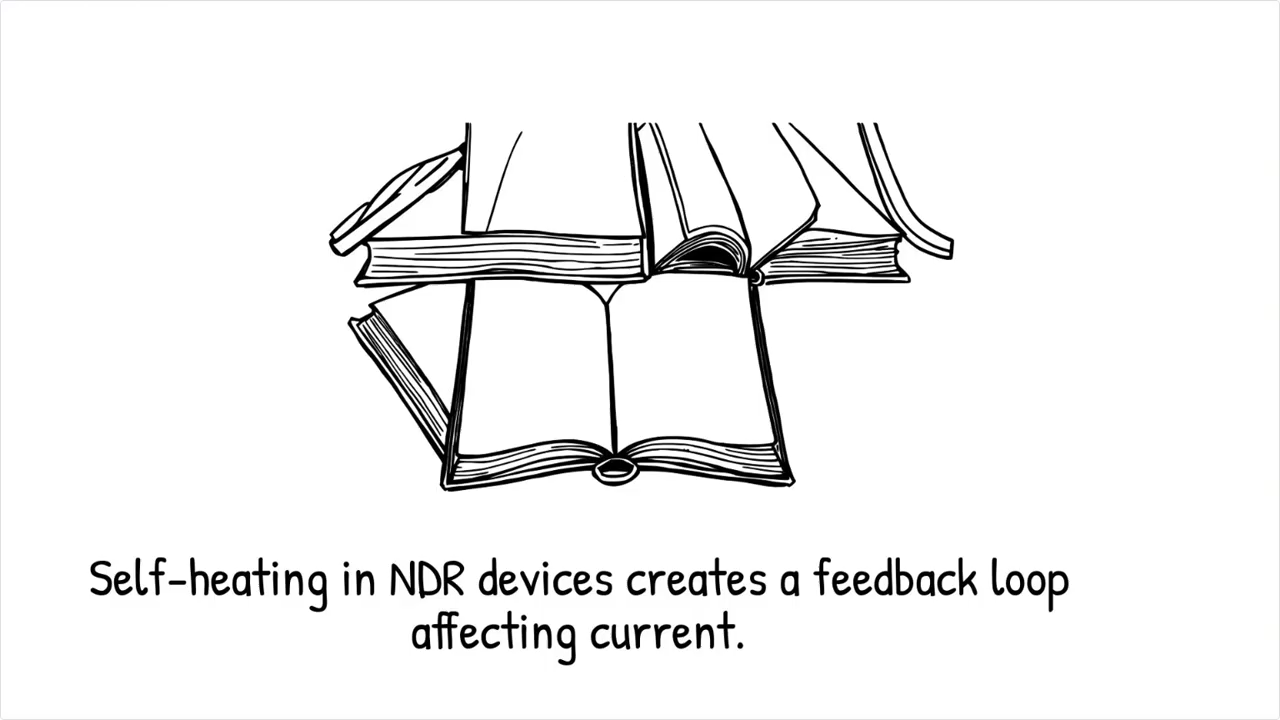 Self-heating in NDR devices creates a feedback loop
affecting current.